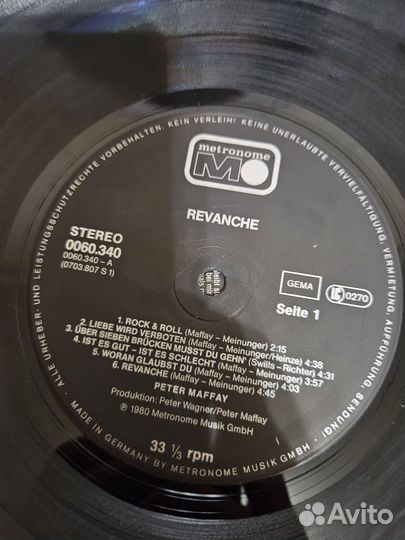 ALLE URHEBER- UND LEISTUNGSSCHUTZRECHTE VORBEHALTEN. KEIN VERLEIH! KEINE UNERLAUBTE VERVIELFÄLTIGUNG, VERMIETUNG, AUFFÜHRUNG, SENDUNG!
metronome
M
REVANCHE
STEREO
0060.340
0060.340 – A
(0703.807 S 1)
GEMA
LC 0270
Seite 1
1. ROCK & ROLL (Maffay – Meinunger) 2:15
2. LIEBE WIRD VERBOTEN (Maffay – Meinunger/Heinze) 4:38
3. ÜBER SIEBEN BRÜCKEN MUSST DU GEHN' (Swills – Richter) 4:31
4. IST ES GUT – IST ES SCHLECHT (Maffay – Meinunger) 3:57
5. WORAN GLAUBST DU (Maffay – Meinunger) 4:03
6. REVANCHE (Maffay – Meinunger) 4:45
PETER MAFFAY
Produktion: Peter Wagner/Peter Maffay
Ⓟ 1980 Metronome Musik GmbH
33 ⅓ rpm
MADE IN GERMANY BY METRONOME MUSIK GMBH
Avito